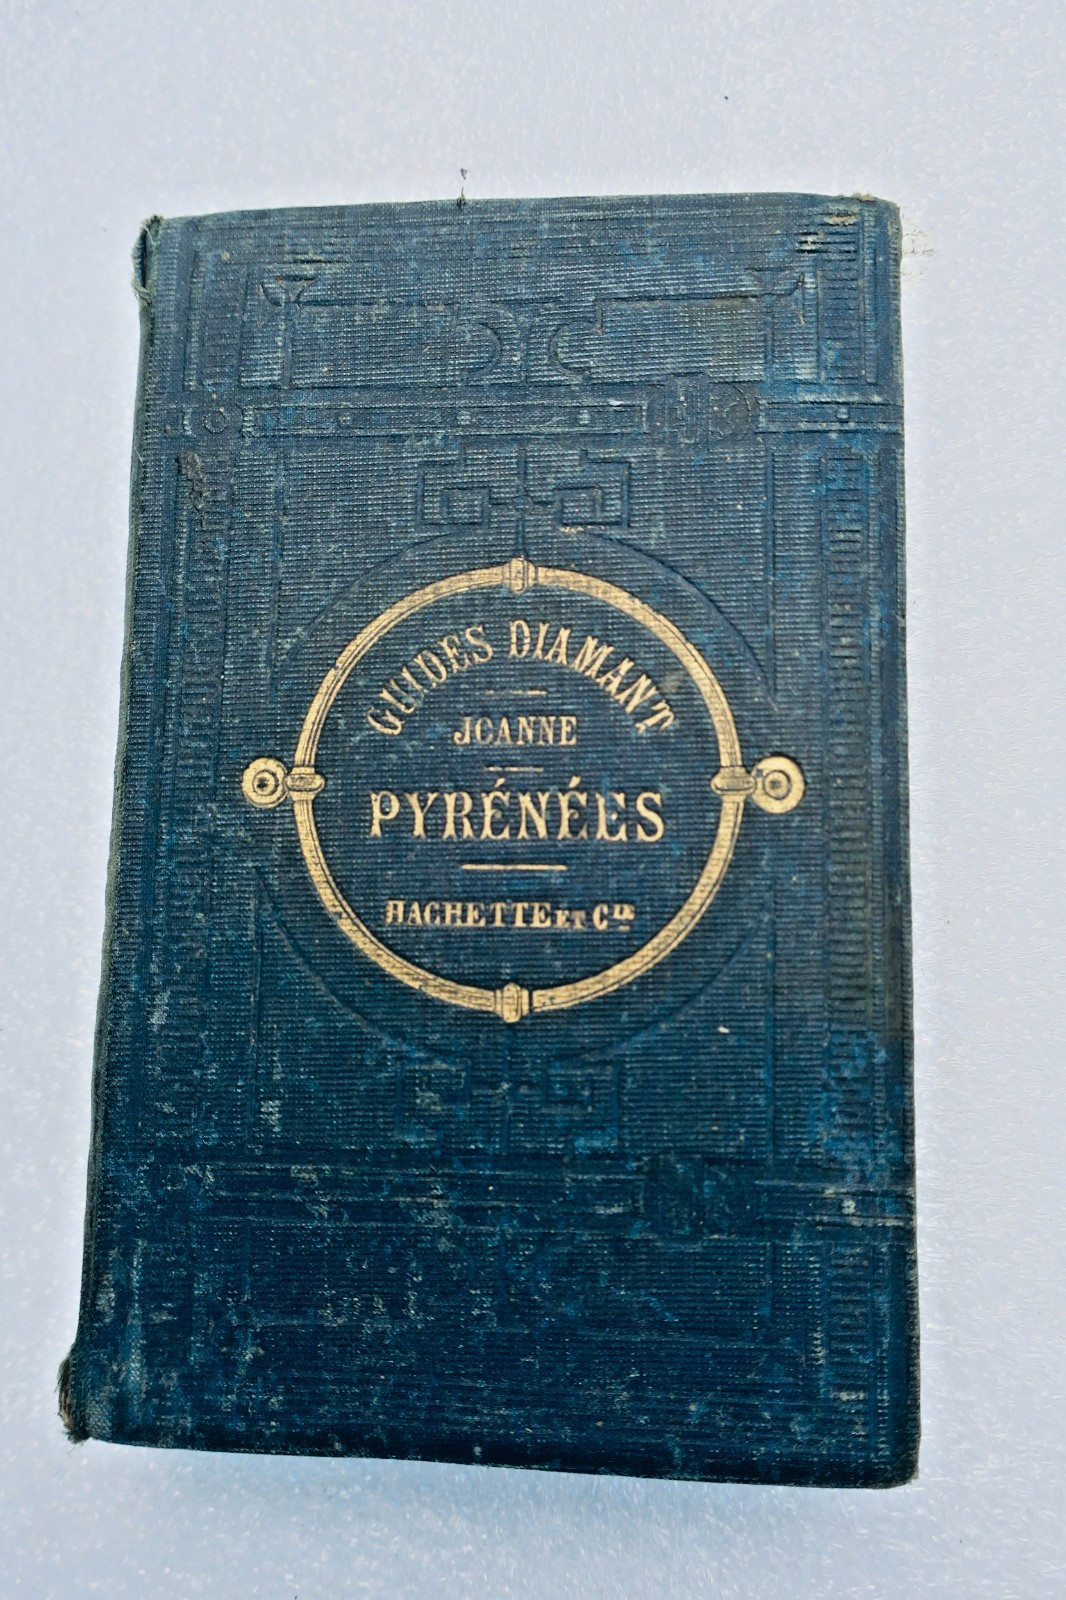 GUIDES DIAMANT
JOANNE
PYRÉNÉES
HACHETTE ET CIE